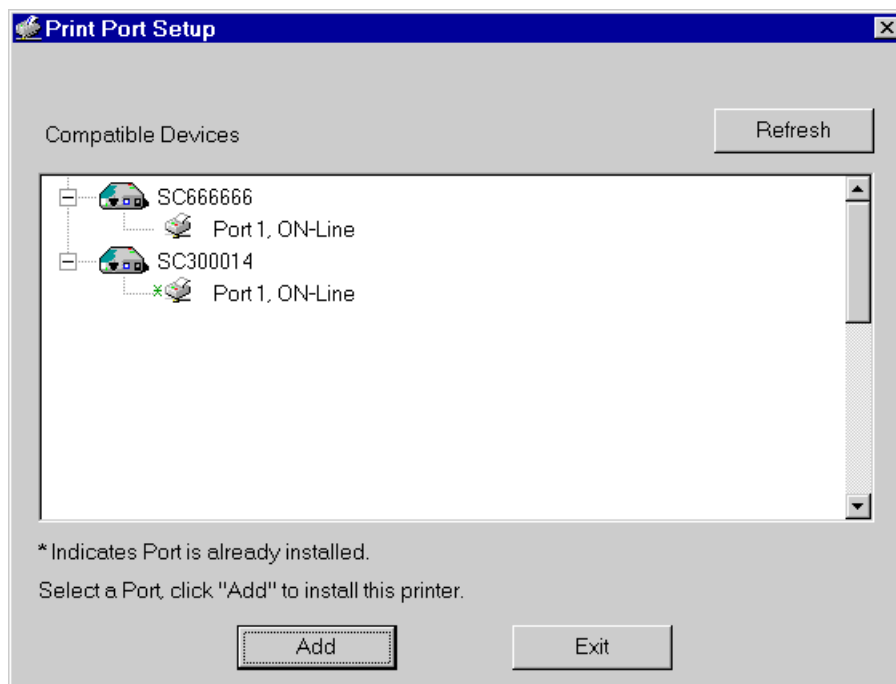 Print Port Setup
Compatible Devices
Refresh
SC666666
Port 1, ON-Line
SC300014
* Port 1, ON-Line
* Indicates Port is already installed.
Select a Port, click "Add" to install this printer.
Add
Exit